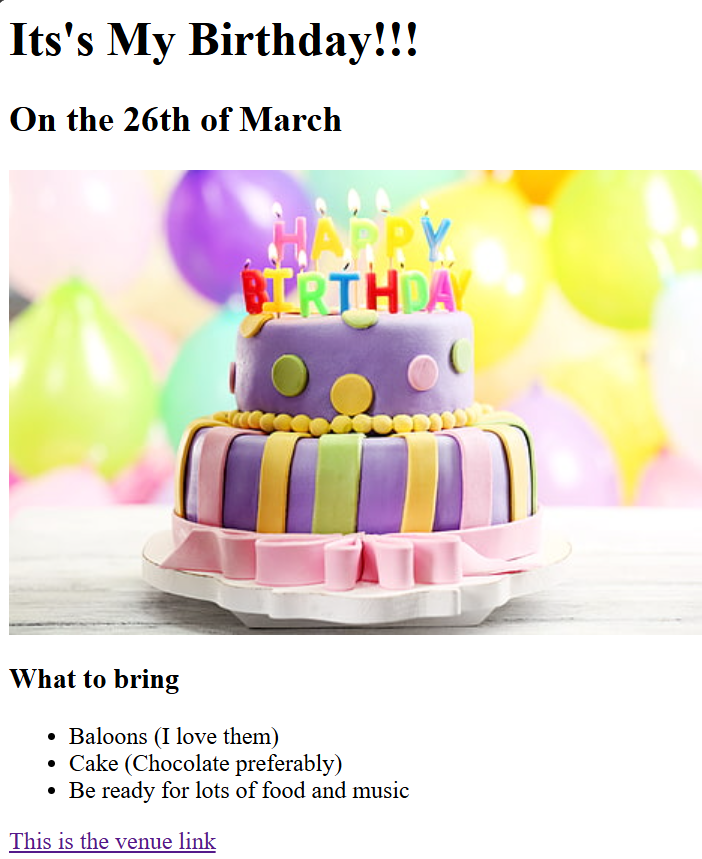 Its's My Birthday!!!
On the 26th of March
HAPPY
BIRTHDAY
What to bring
Baloons (I love them)
Cake (Chocolate preferably)
Be ready for lots of food and music
This is the venue link